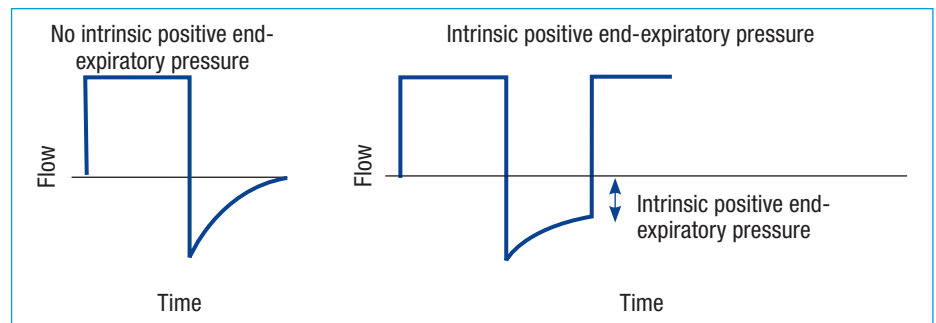 No intrinsic positive end-
expiratory pressure
Flow
Time
Intrinsic positive end-expiratory pressure
Flow
Intrinsic positive end-
expiratory pressure
Time